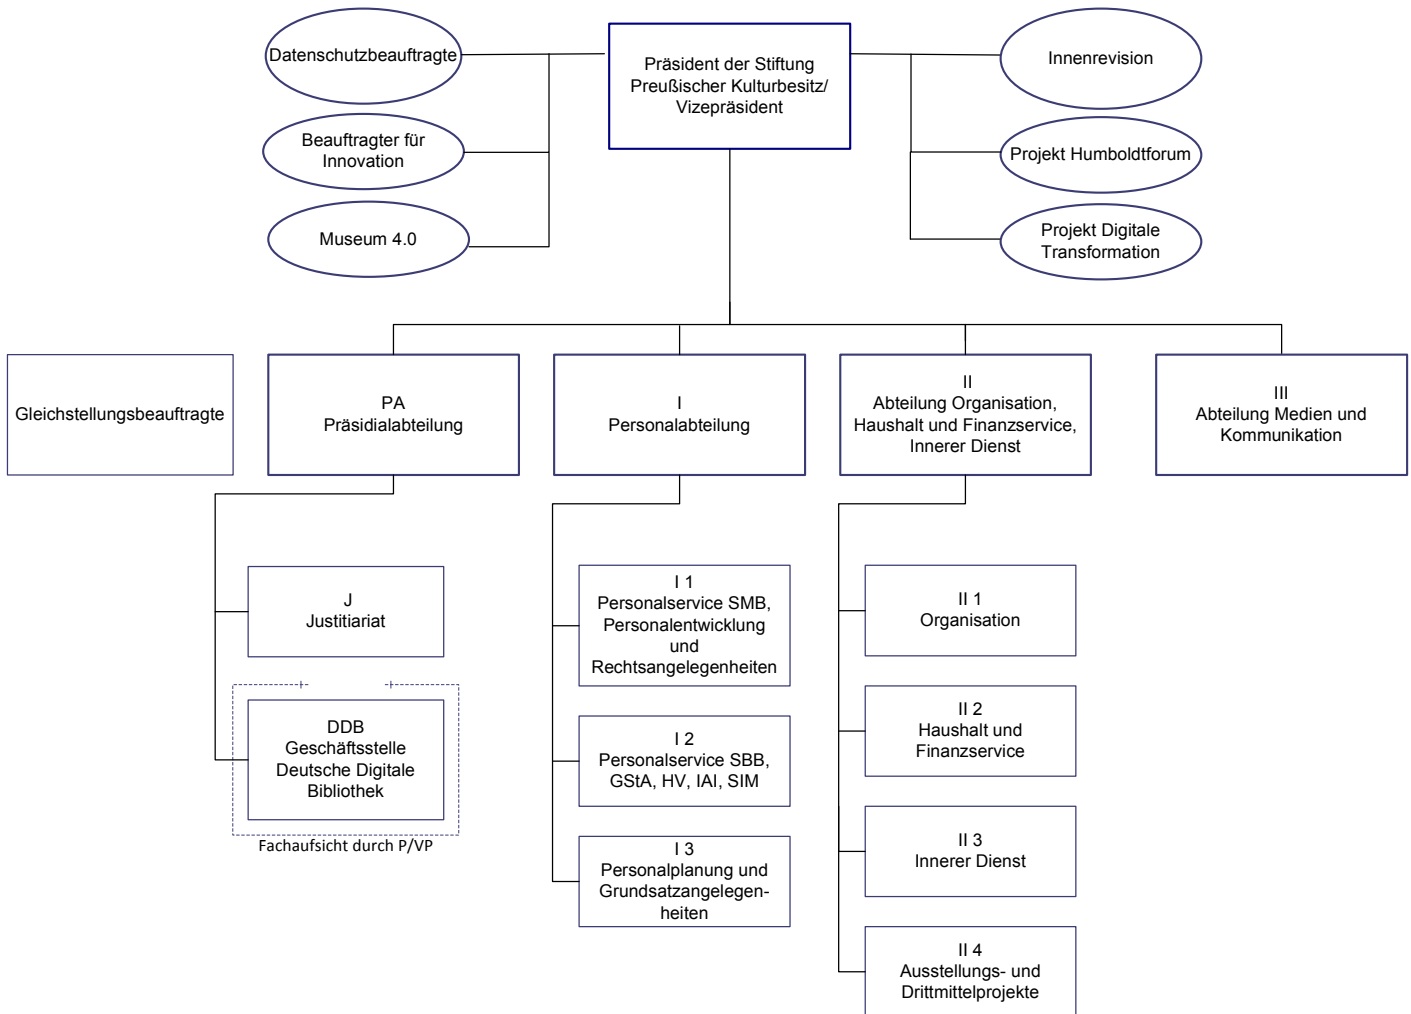 Datenschutzbeauftragte
Beauftragter für
Innovation
Museum 4.0
Präsident der Stiftung
Preußischer Kulturbesitz/
Vizepräsident
Innenrevision
Projekt Humboldtforum
Projekt Digitale
Transformation
Gleichstellungsbeauftragte
PA
Präsidialabteilung
I
Personalabteilung
II
Abteilung Organisation,
Haushalt und Finanzservice,
Innerer Dienst
III
Abteilung Medien und
Kommunikation
J
Justitiariat
DDB
Geschäftsstelle
Deutsche Digitale
Bibliothek
Fachaufsicht durch P/VP
I 1
Personalservice SMB,
Personalentwicklung
und
Rechtsangelegenheiten
I 2
Personalservice SBB,
GStA, HV, IAI, SIM
I 3
Personalplanung und
Grundsatzangelegen-
heiten
II 1
Organisation
II 2
Haushalt und
Finanzservice
II 3
Innerer Dienst
II 4
Ausstellungs- und
Drittmittelprojekte